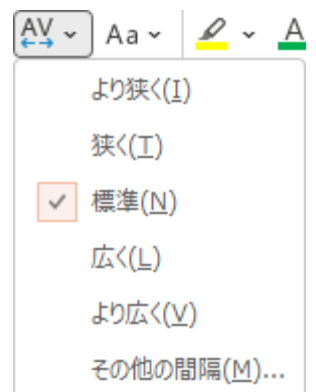 AV Aa A
より狭く(I)
狭く(T)
標準(N)
広く(L)
より広く(V)
その他の間隔(M)...